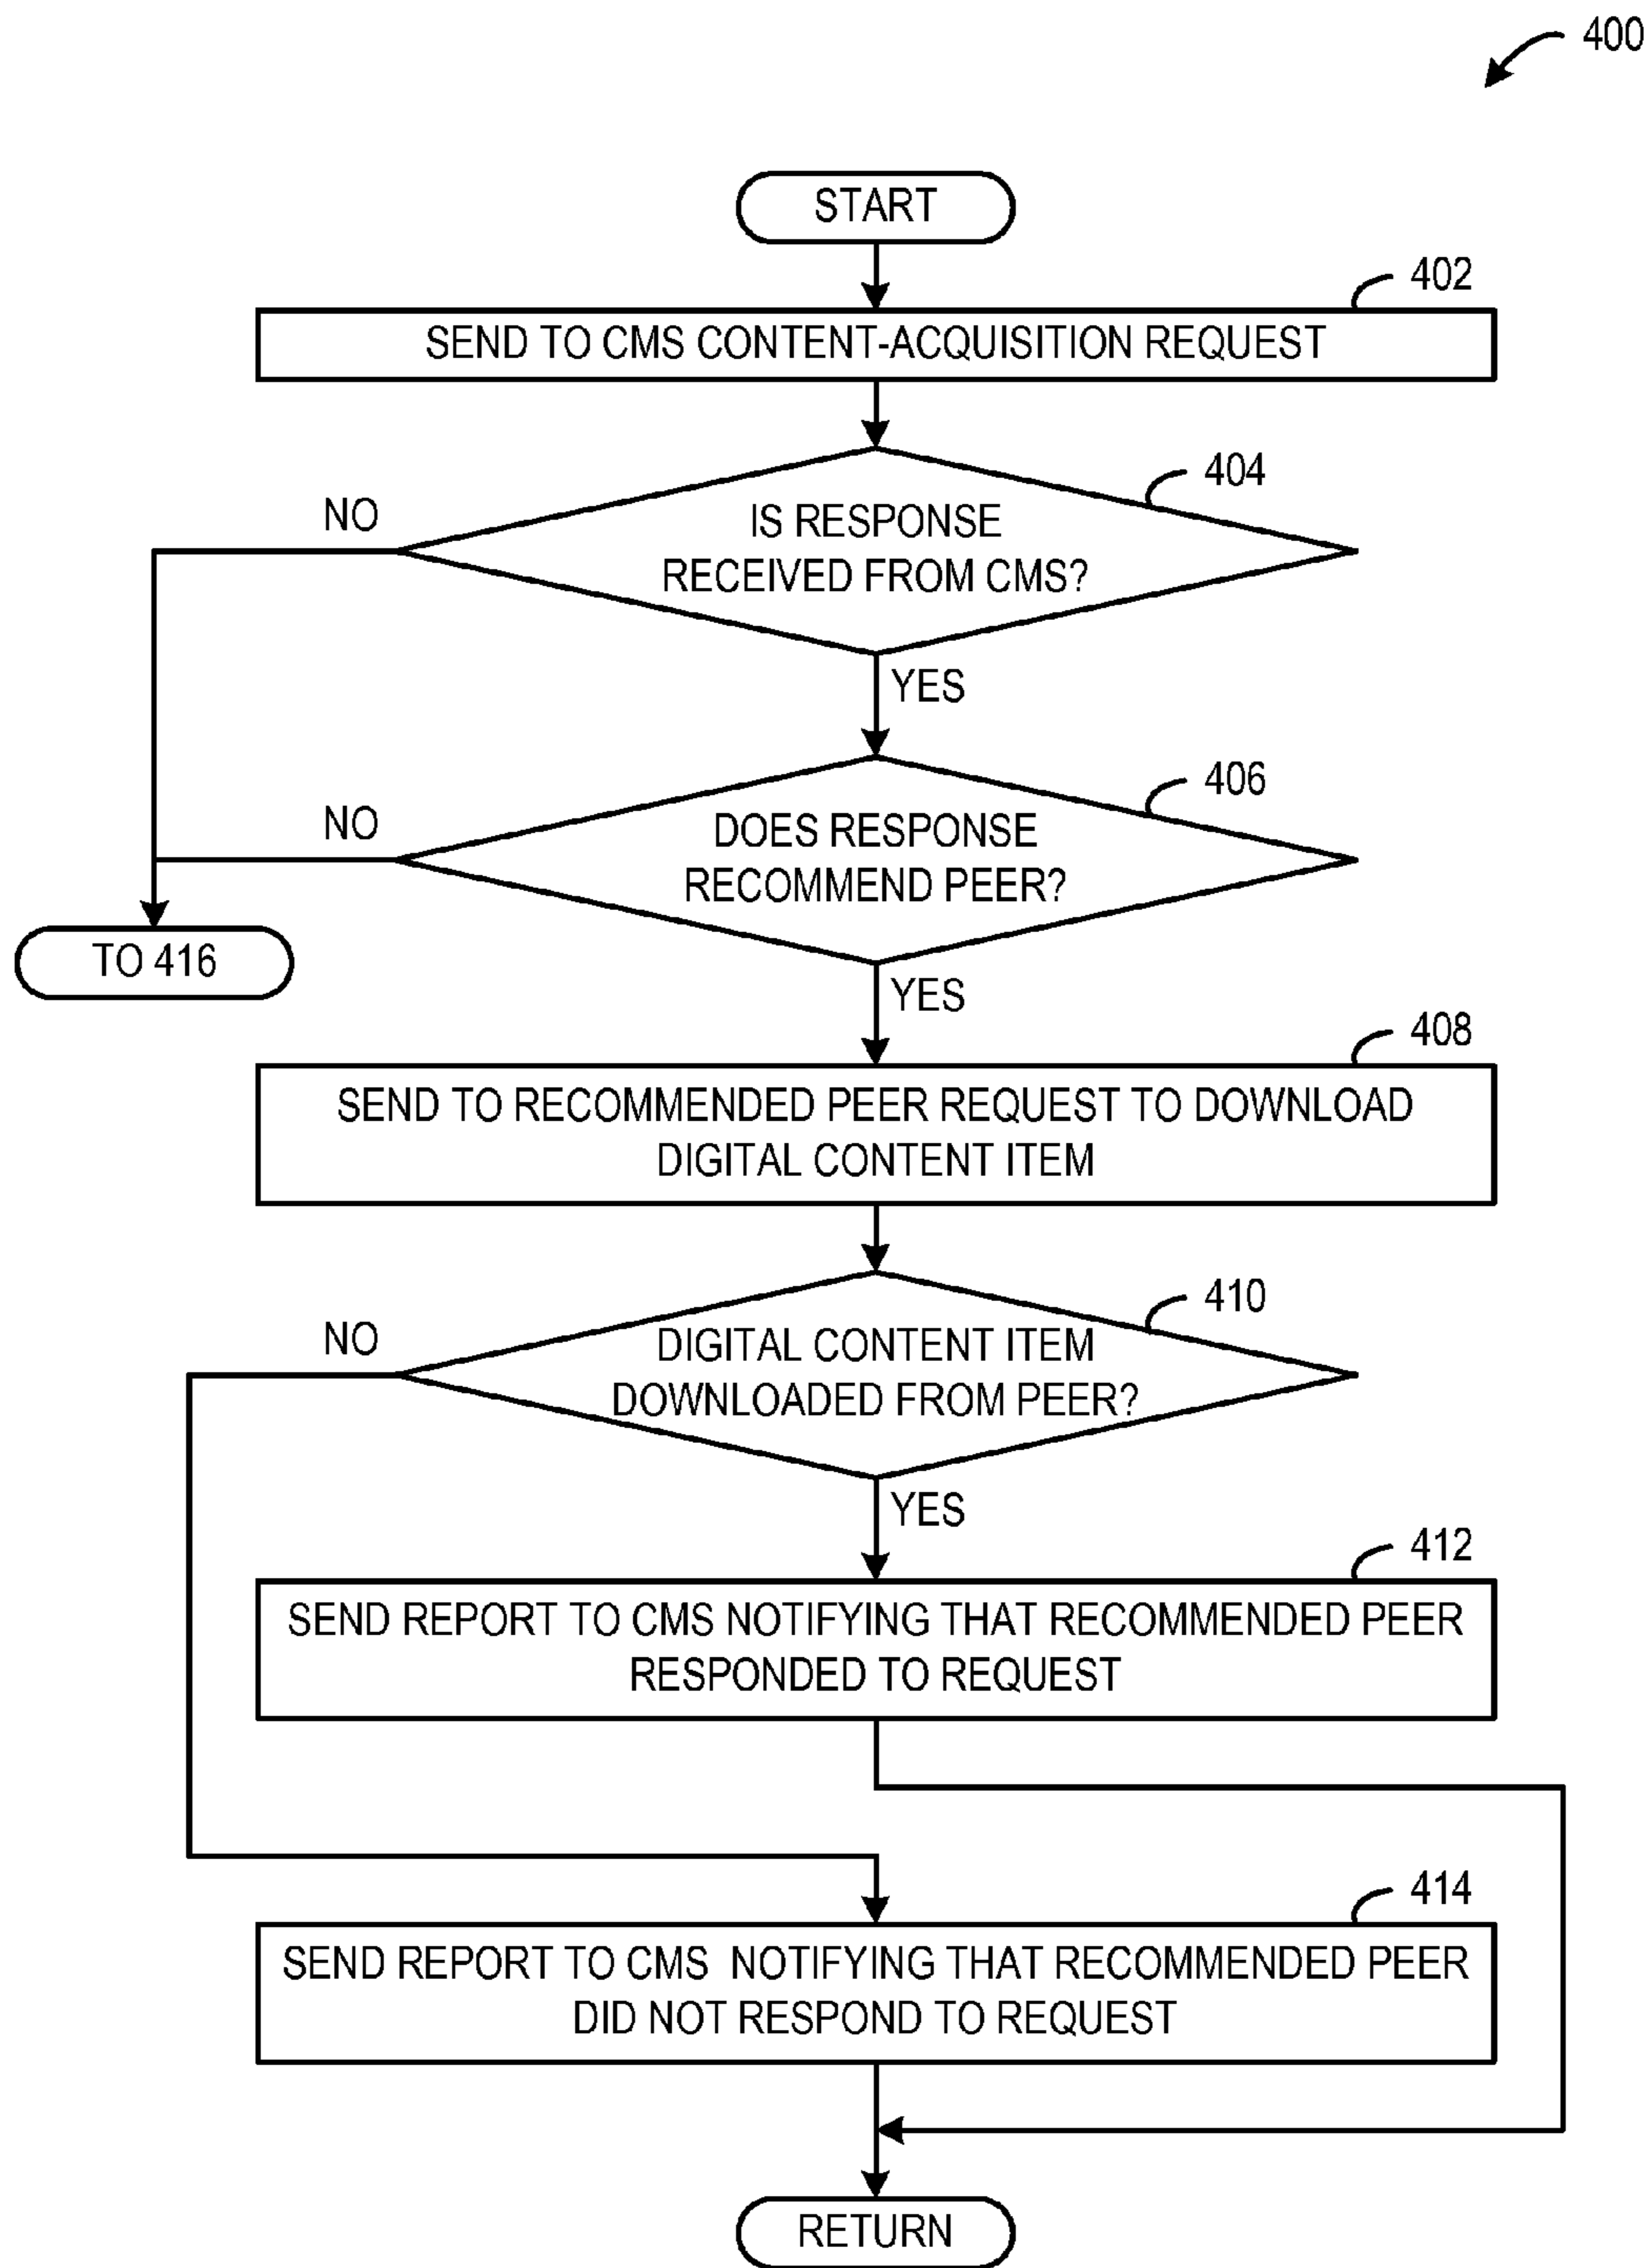 400
START
402
SEND TO CMS CONTENT-ACQUISITION REQUEST
404
NO
IS RESPONSE
RECEIVED FROM CMS?
YES
406
NO
DOES RESPONSE
RECOMMEND PEER?
TO 416
YES
408
SEND TO RECOMMENDED PEER REQUEST TO DOWNLOAD
DIGITAL CONTENT ITEM
410
NO
DIGITAL CONTENT ITEM
DOWNLOADED FROM PEER?
YES
412
SEND REPORT TO CMS NOTIFYING THAT RECOMMENDED PEER
RESPONDED TO REQUEST
414
SEND REPORT TO CMS NOTIFYING THAT RECOMMENDED PEER
DID NOT RESPOND TO REQUEST
RETURN